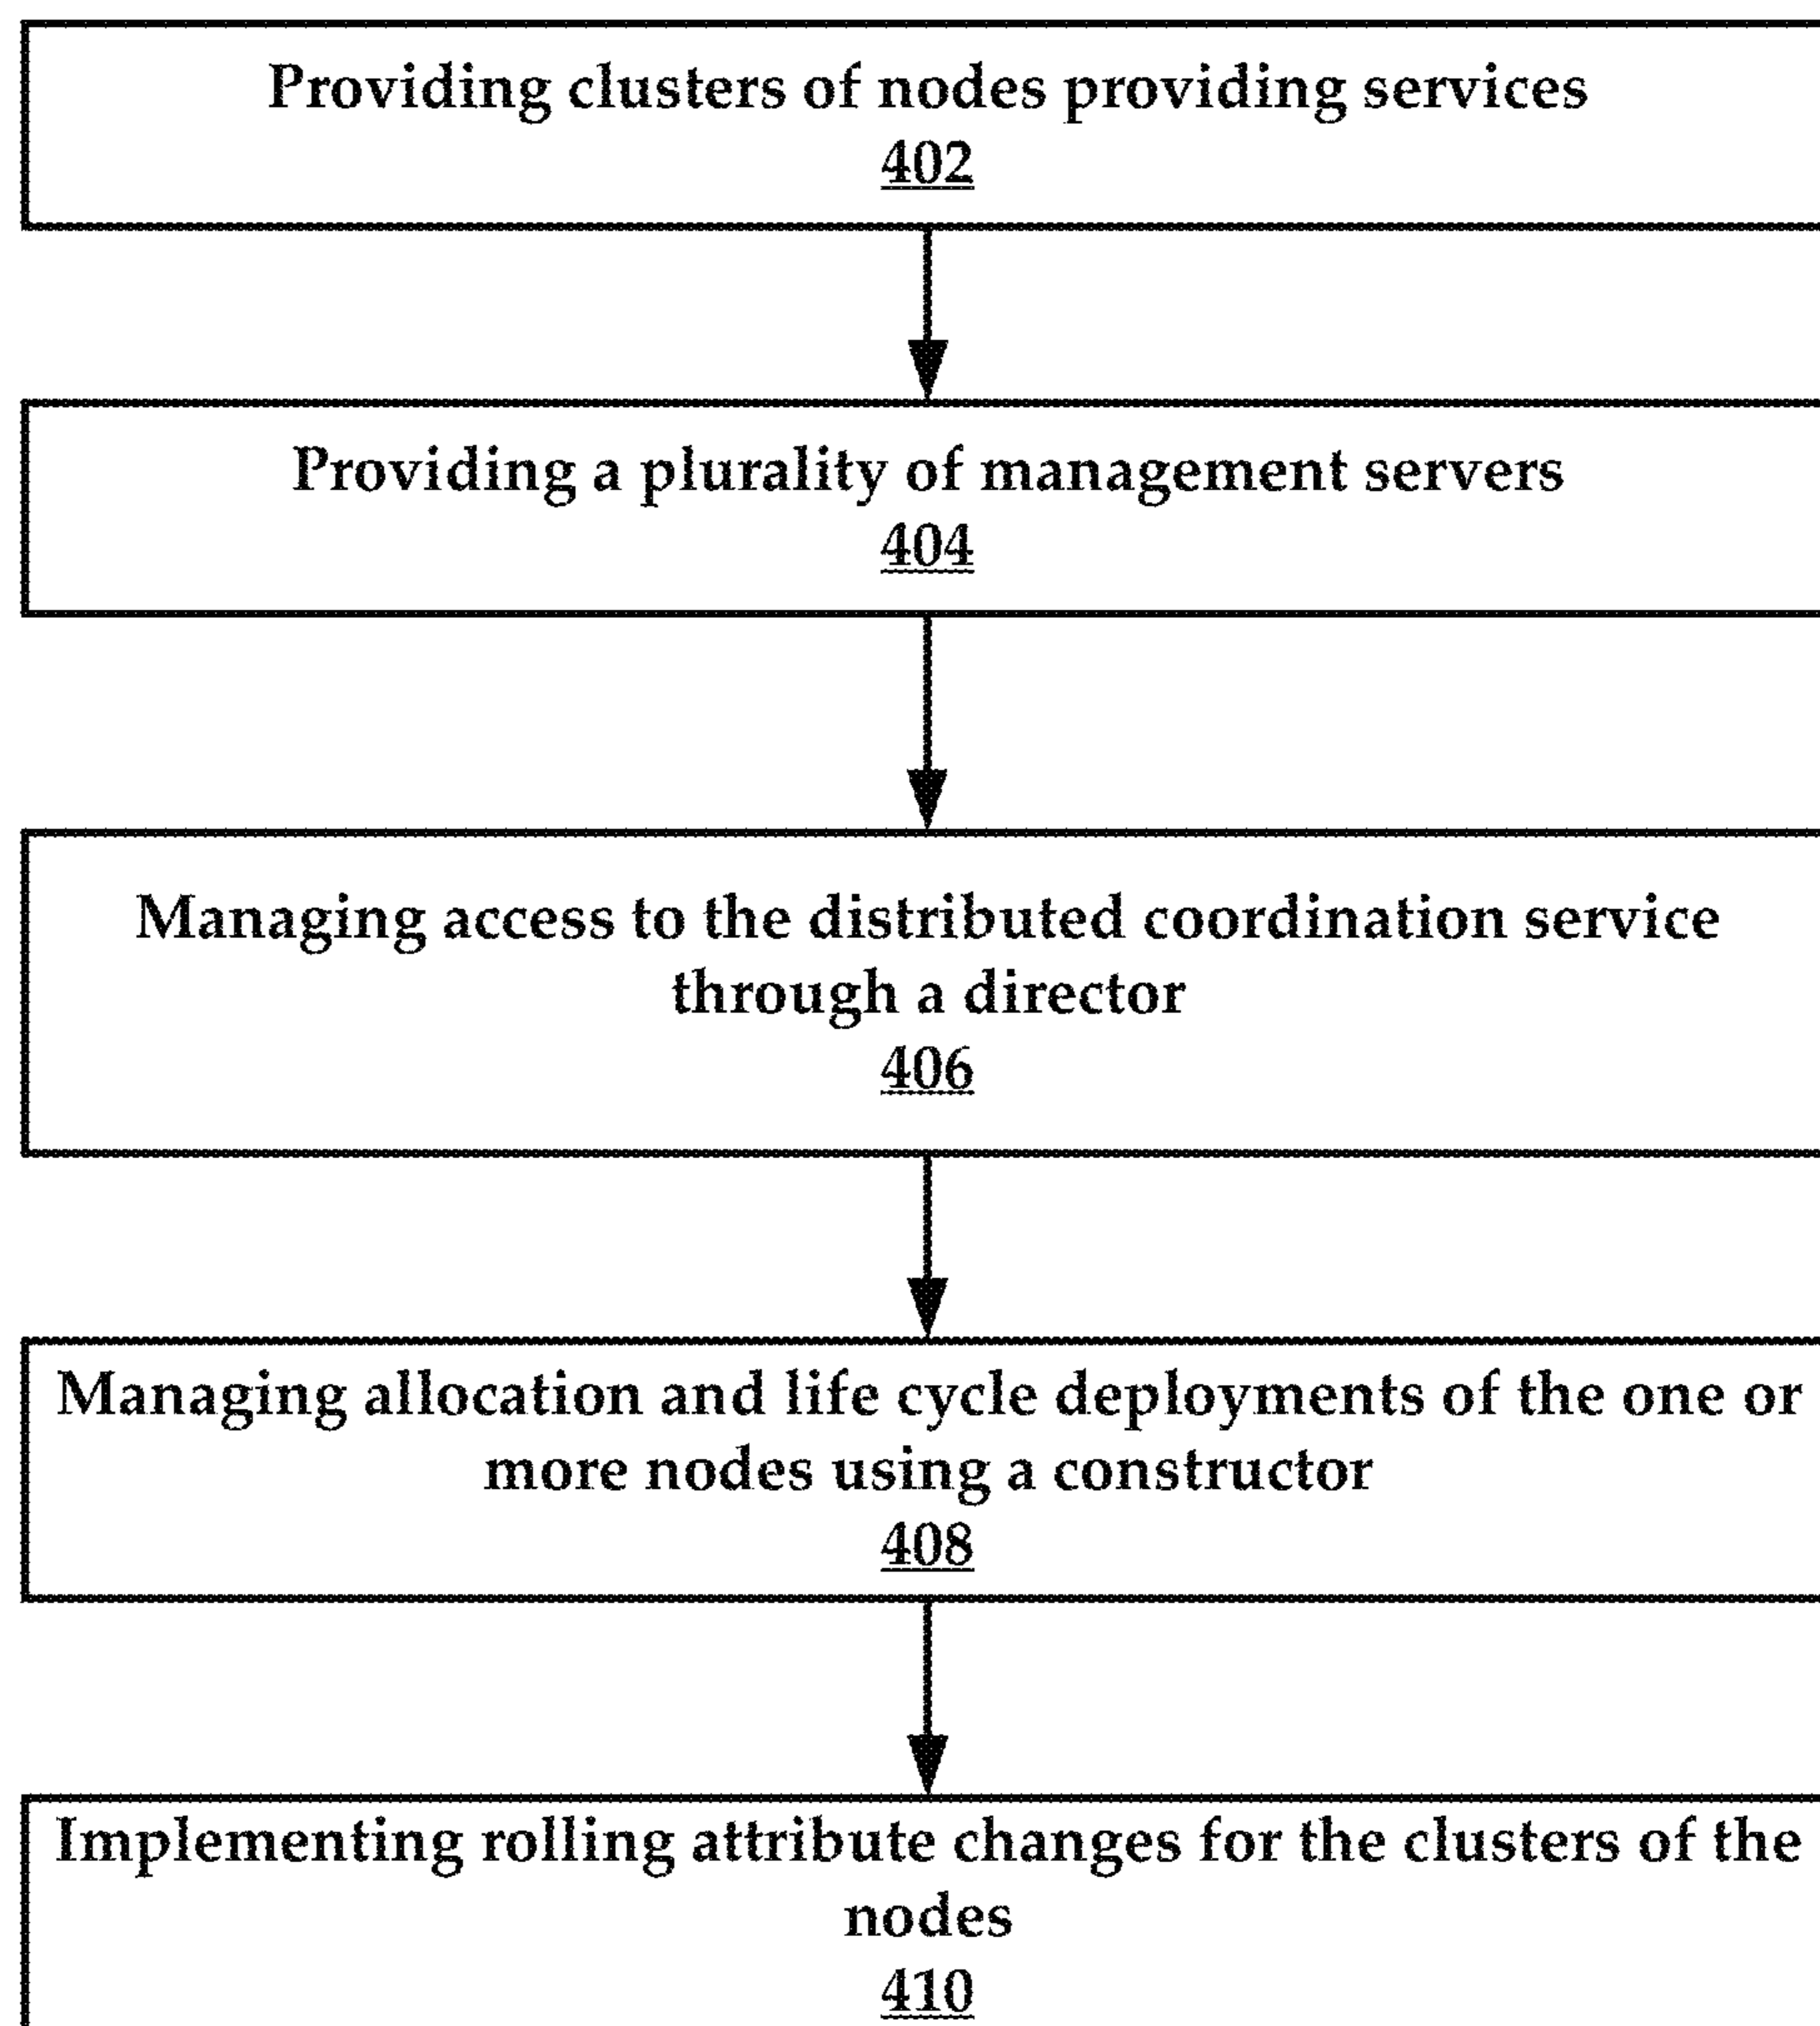 Providing clusters of nodes providing services
402
Providing a plurality of management servers
404
Managing access to the distributed coordination service
through a director
406
Managing allocation and life cycle deployments of the one or
more nodes using a constructor
408
Implementing rolling attribute changes for the clusters of the
nodes
410